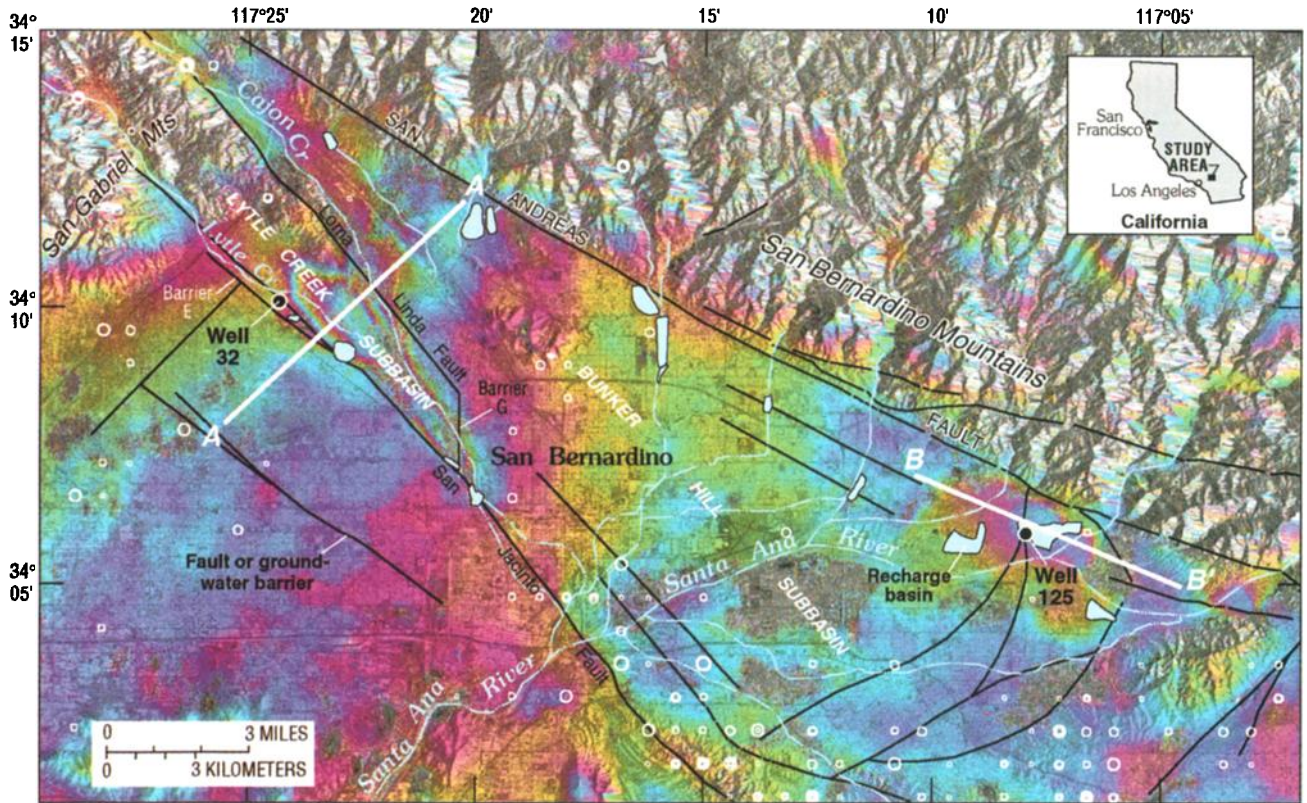 117°25'
20'
15'
10'
117°05'
34°
15'
34°
10'
34°
05'
San Gabriel Mts
Cajon Cr.
SAN
ANDREAS
FAULT
San Bernardino Mountains
San
Francisco
STUDY
AREA
Los Angeles
California
LYTLE
CREEK
SUBBASIN
Lytle Cr.
Loma
Linda
Fault
A
A'
Barrier
E
Well
32
Barrier
G
BUNKER
HILL
SUBBASIN
San Bernardino
San
Jacinto
Fault
Fault or ground-
water barrier
B
B'
Santa
Ana
River
Recharge
basin
Well
125
Santa
Ana
River
0
3 MILES
0
3 KILOMETERS